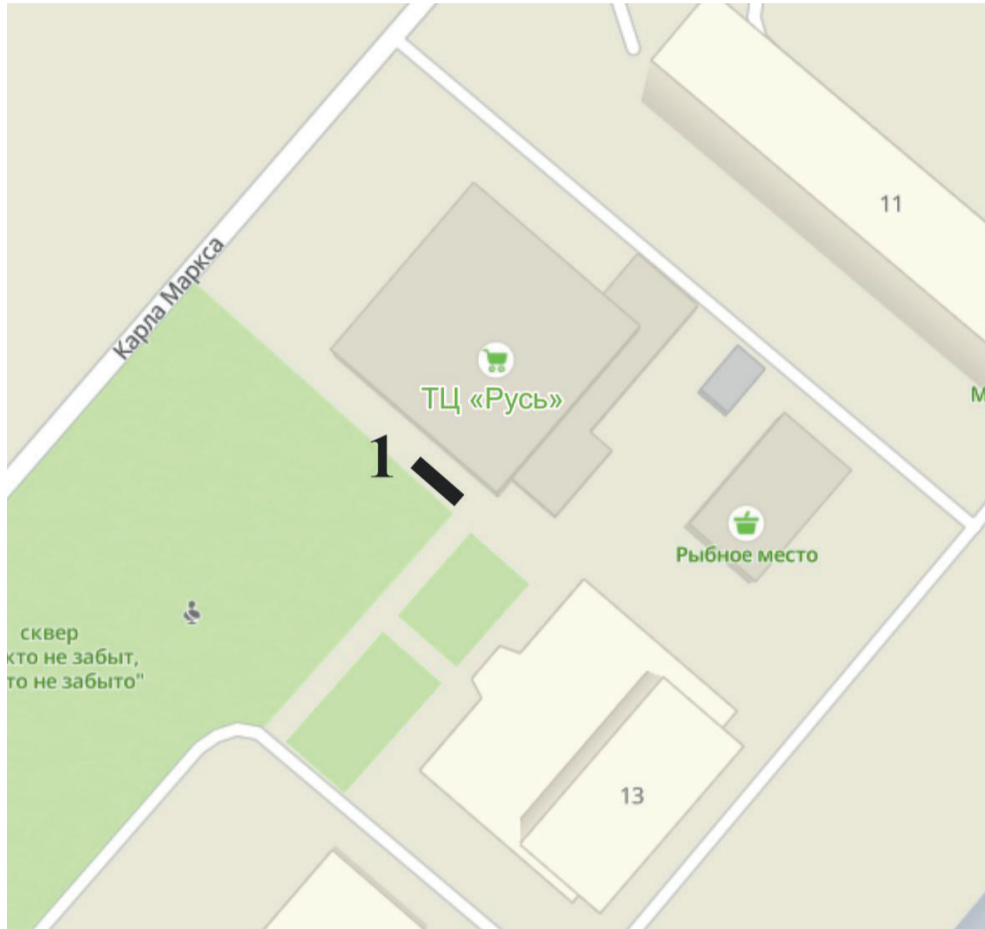 11
Карла Маркса
М
ТЦ «Русь»
1
Рыбное место
сквер
кто не забыт,
то не забыто"
13